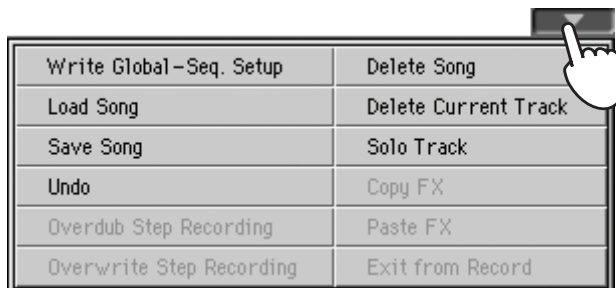 Write Global-Seq. Setup
Delete Song
Load Song
Delete Current Track
Save Song
Solo Track
Undo
Copy FX
Overdub Step Recording
Paste FX
Overwrite Step Recording
Exit from Record